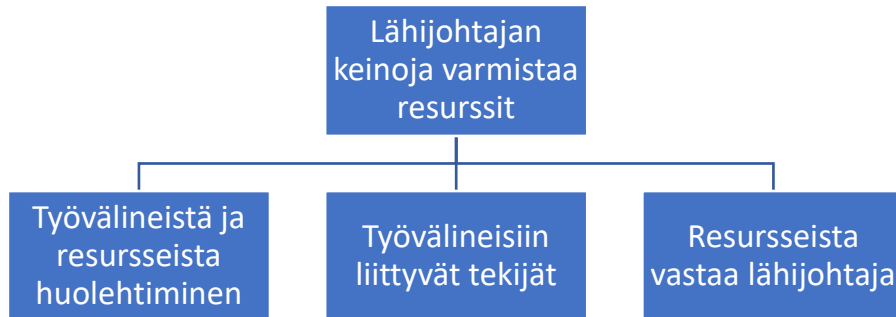 Lähijohtajan
keinoja varmistaa
resurssit
Työvälineistä ja
resursseista
huolehtiminen
Työvälineisiin
liittyvät tekijät
Resursseista
vastaa lähijohtaja